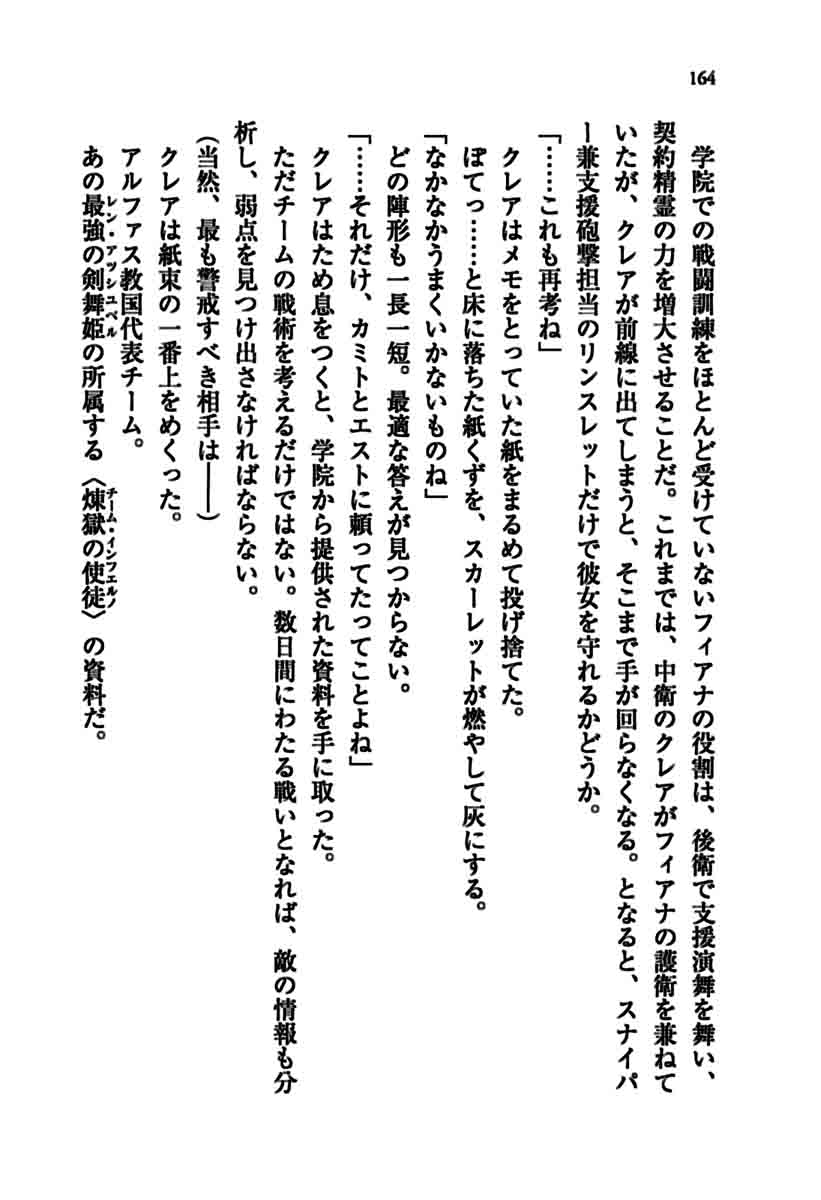 164
学院での戦闘訓練をほとんど受けていないフィアナの役割は、後衛で支援演舞を舞い、
契約精霊の力を増大させることだ。これまでは、中衛のクレアがフィアナの護衛を兼ねて
いたが、クレアが前線に出てしまうと、そこまで手が回らなくなる。となると、スナイパ
ー兼支援砲撃担当のリンスレットだけで彼女を守れるかどうか。
「……これも再考ね」
クレアはメモをとっていた紙をまるめて投げ捨てた。
ぽてっ……と床に落ちた紙くずを、スカーレットが燃やして灰にする。
「なかなかうまくいかないものね」
どの陣形も一長一短。最適な答えが見つからない。
「……それだけ、カミトとエストに頼ってたってことよね」
クレアはため息をつくと、学院から提供された資料を手に取った。
ただチームの戦術を考えるだけではない。数日間にわたる戦いとなれば、敵の情報も分
析し、弱点を見つけ出さなければならない。
(当然、最も警戒すべき相手は――)
クレアは紙束の一番上をめくった。
アルファス教国代表チーム。
レン・アッシュベル
あの最強の剣舞姫の所属する〈煉獄の使徒〉の資料だ。
チーム・インフェルノ